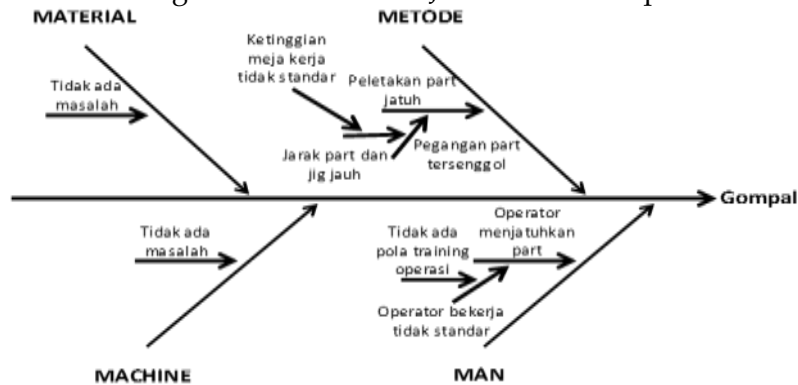 MATERIAL
METODE
Ketinggian
meja kerja
tidak standar
Tidak ada
masalah
Peletakan part
jatuh
Jarak part dan
jig jauh
Pegangan part
tersenggol
Gompal
Tidak ada
masalah
Tidak ada
pola training
operasi
Operator
menjatuhkan
part
Operator bekerja
tidak standar
MACHINE
MAN